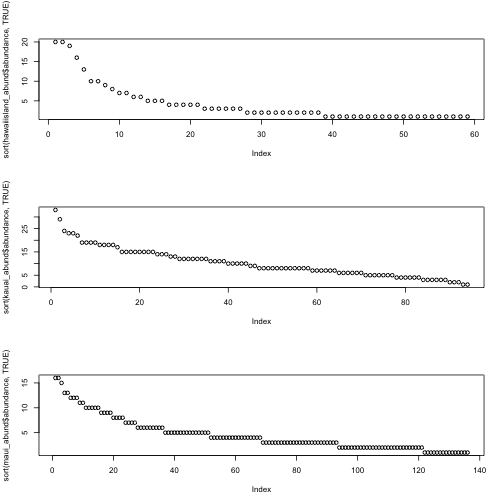 sort(hawaiiisland_abund$abundance, TRUE)
20
15
10
5
0 10 20 30 40 50 60
Index
sort(kauai_abund$abundance, TRUE)
25
15
5
0
0 20 40 60 80
Index
sort(maui_abund$abundance, TRUE)
15
10
5
0 20 40 60 80 100 120 140
Index